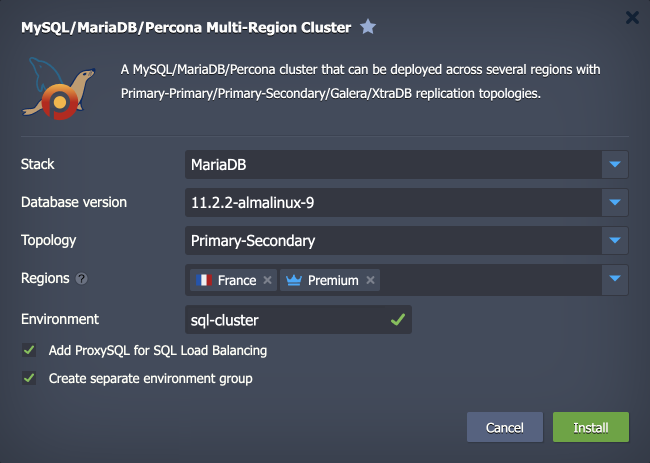 MySQL/MariaDB/Percona Multi-Region Cluster
A MySQL/MariaDB/Percona cluster that can be deployed across several regions with
Primary-Primary/Primary-Secondary/Galera/XtraDB replication topologies.
Stack MariaDB
Database version 11.2.2-almalinux-9
Topology Primary-Secondary
Regions ? France × Premium ×
Environment sql-cluster
Add ProxySQL for SQL Load Balancing
Create separate environment group
Cancel Install